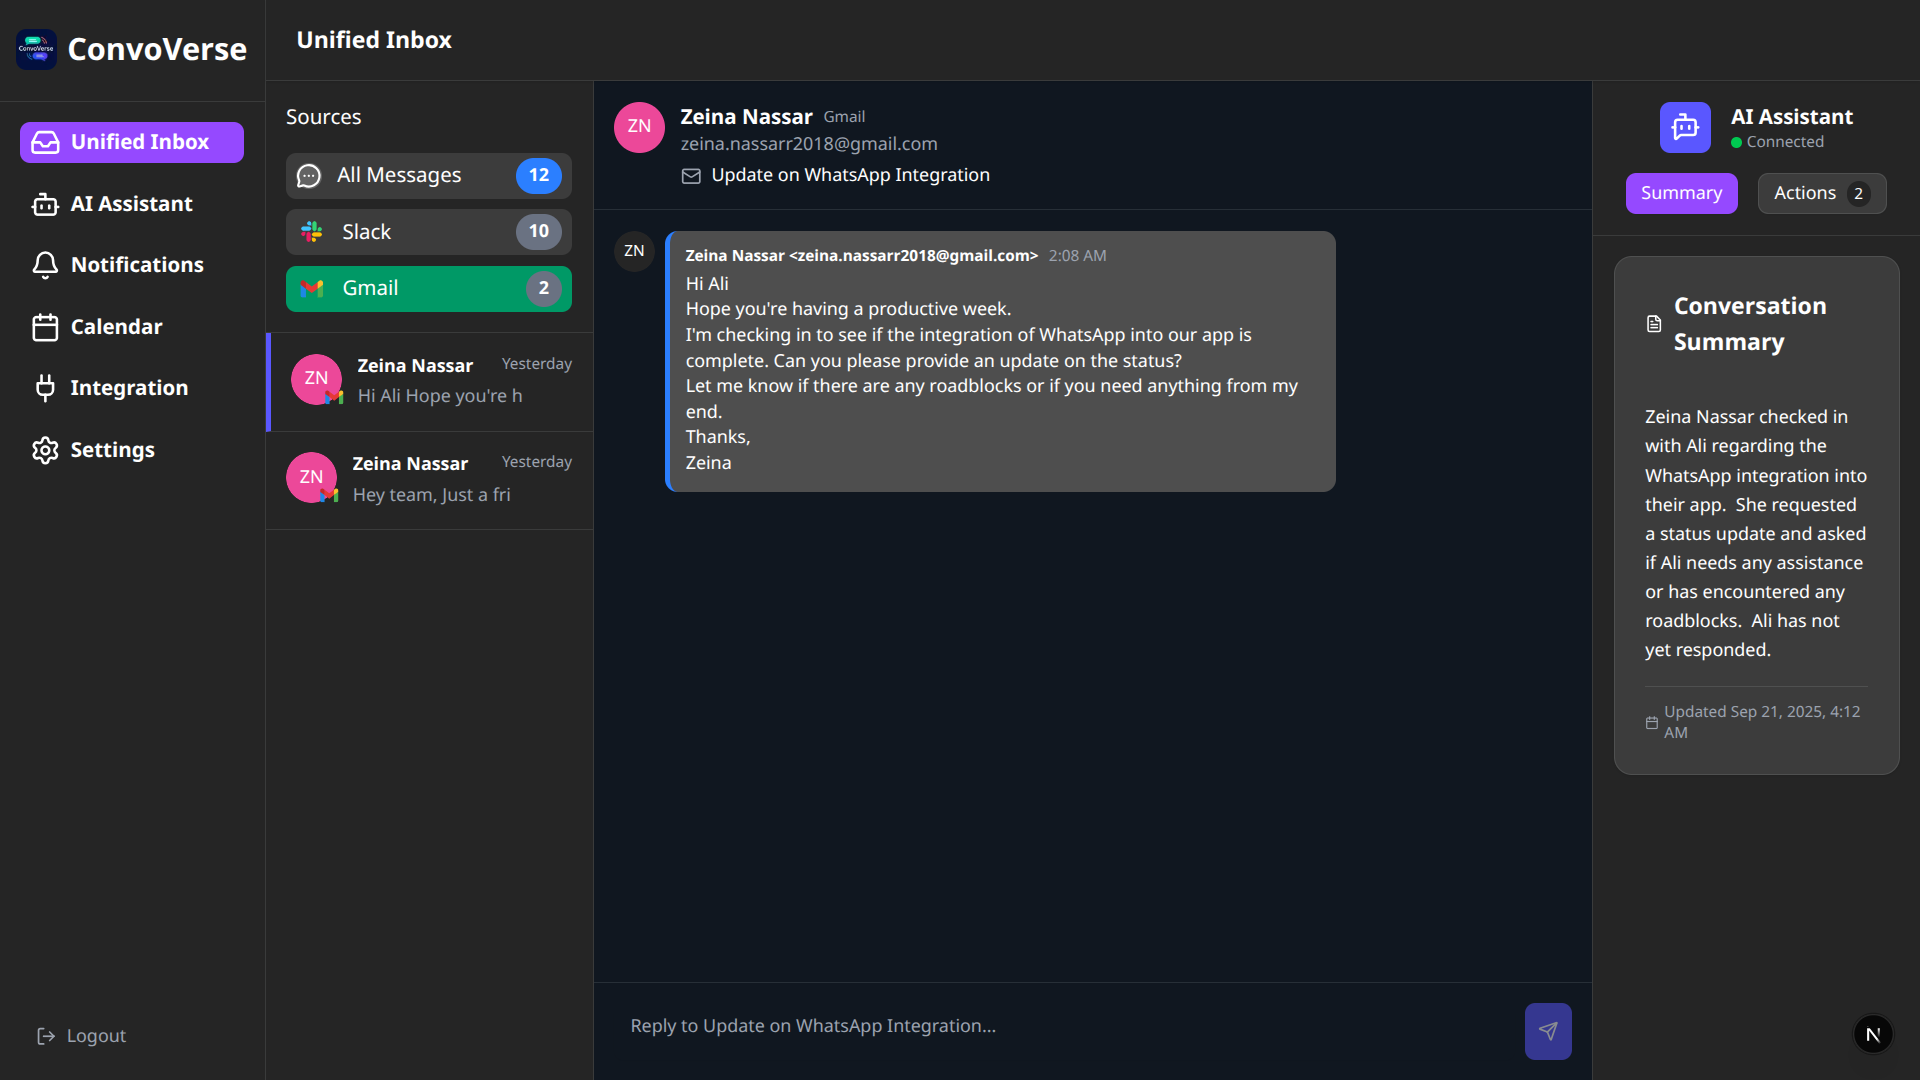 ConvoVerse
ConvoVerse
Unified Inbox
AI Assistant
Notifications
Calendar
Integration
Settings
Logout
Unified Inbox
Sources
All Messages 12
Slack 10
Gmail 2
ZN Zeina Nassar Yesterday
Hi Ali Hope you're h
ZN Zeina Nassar Yesterday
Hey team, Just a fri
ZN Zeina Nassar Gmail
zeina.nassarr2018@gmail.com
Update on WhatsApp Integration
ZN Zeina Nassar <zeina.nassarr2018@gmail.com> 2:08 AM
Hi Ali
Hope you're having a productive week.
I'm checking in to see if the integration of WhatsApp into our app is
complete. Can you please provide an update on the status?
Let me know if there are any roadblocks or if you need anything from my
end.
Thanks,
Zeina
Reply to Update on WhatsApp Integration...
AI Assistant
Connected
Summary Actions 2
Conversation
Summary
Zeina Nassar checked in
with Ali regarding the
WhatsApp integration into
their app. She requested
a status update and asked
if Ali needs any assistance
or has encountered any
roadblocks. Ali has not
yet responded.
Updated Sep 21, 2025, 4:12
AM
N